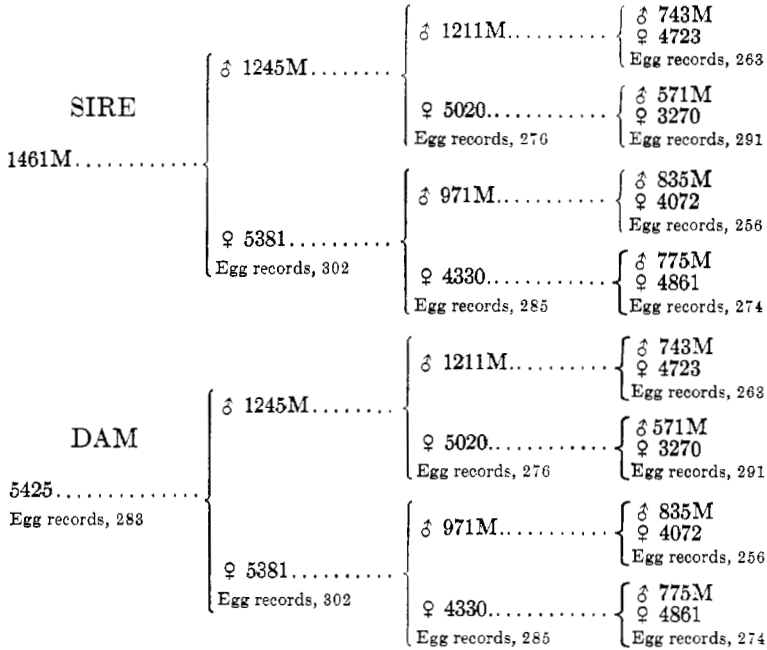 ♂ 743M
♂ 1211M..............
♀ 4723
Egg records, 263
♂ 1245M.........
SIRE
♂ 571M
♀ 5020...............
♀ 3270
Egg records, 276
Egg records, 291
1461M.............
♂ 835M
♂ 971M...............
♀ 4072
Egg records, 256
♀ 5381............
Egg records, 302
♂ 775M
♀ 4330...............
♀ 4861
Egg records, 285
Egg records, 274
♂ 743M
♂ 1211M..............
♀ 4723
Egg records, 263
♂ 1245M.........
DAM
♂ 571M
♀ 5020...............
♀ 3270
Egg records, 276
Egg records, 291
5425...............
Egg records, 283
♂ 835M
♂ 971M...............
♀ 4072
Egg records, 256
♀ 5381............
Egg records, 302
♂ 775M
♀ 4330...............
♀ 4861
Egg records, 285
Egg records, 274